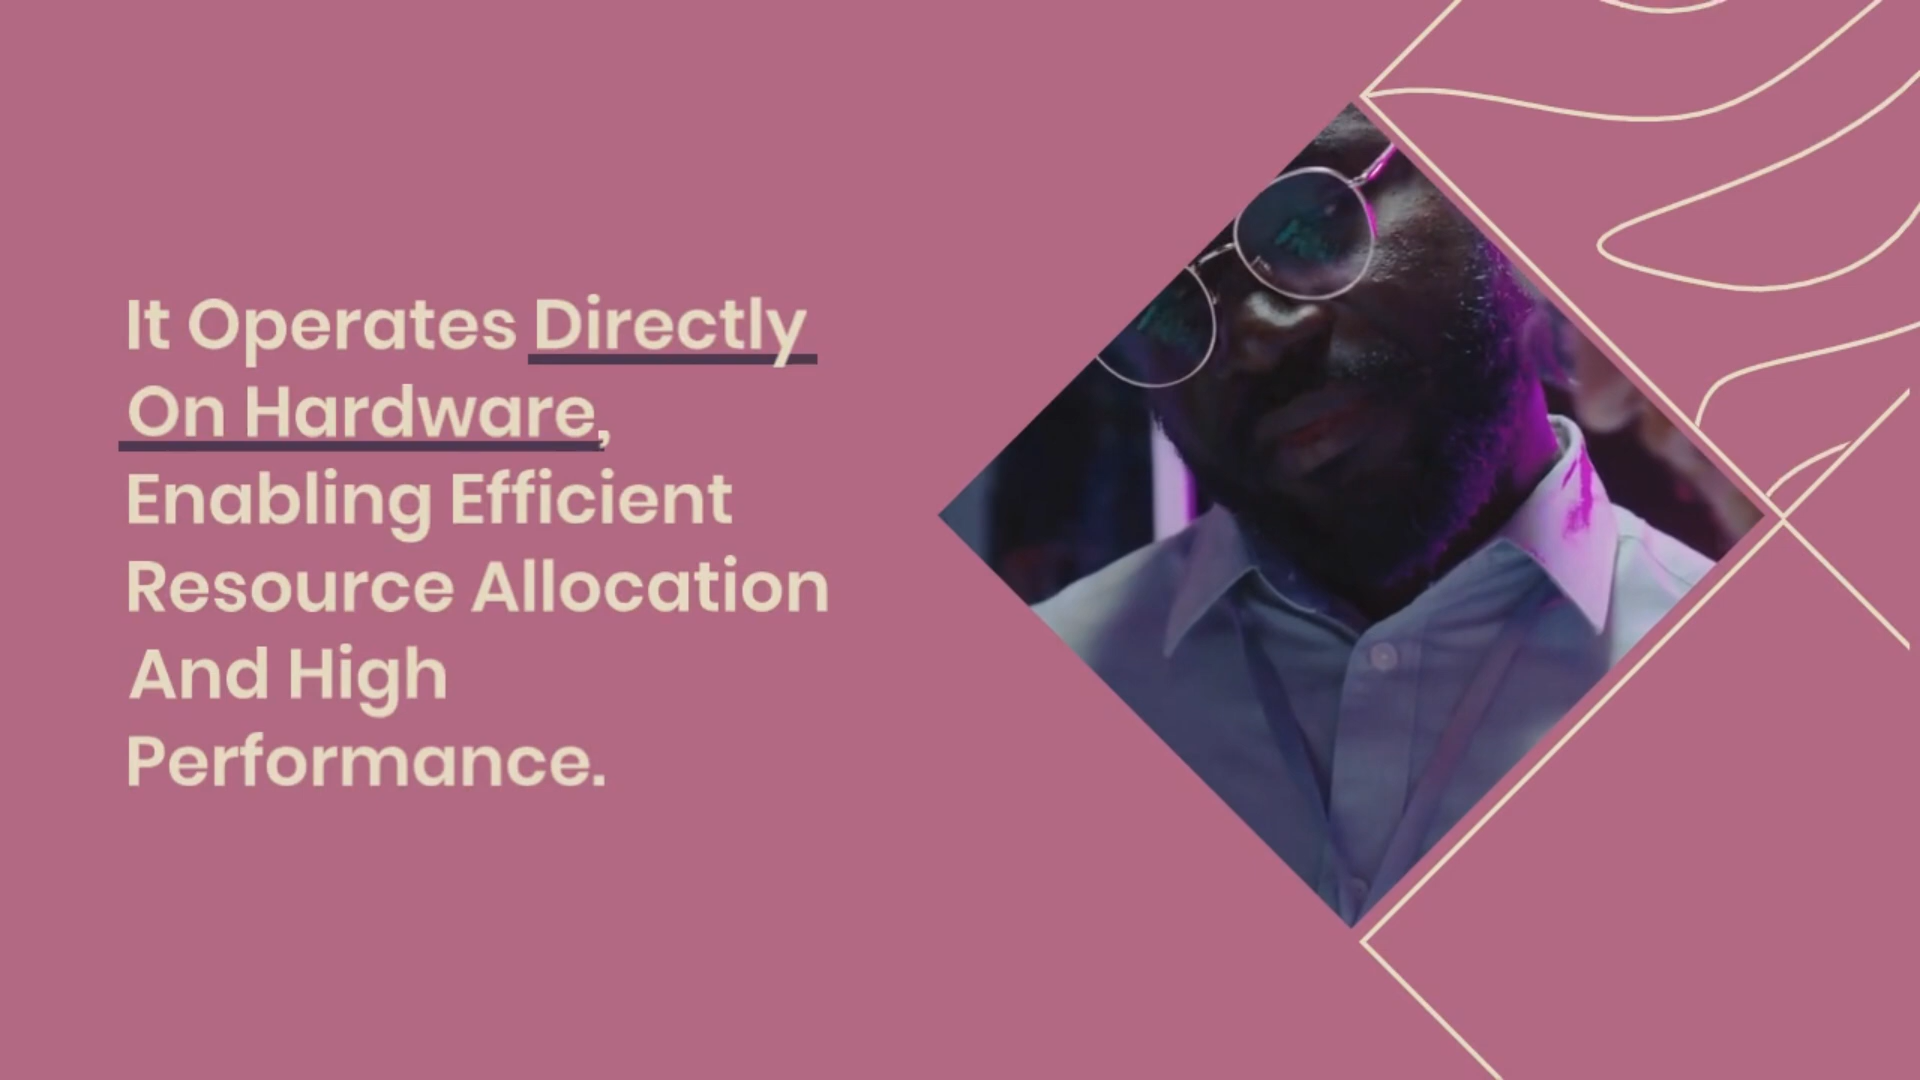 It Operates Directly
On Hardware,
Enabling Efficient
Resource Allocation
And High
Performance.